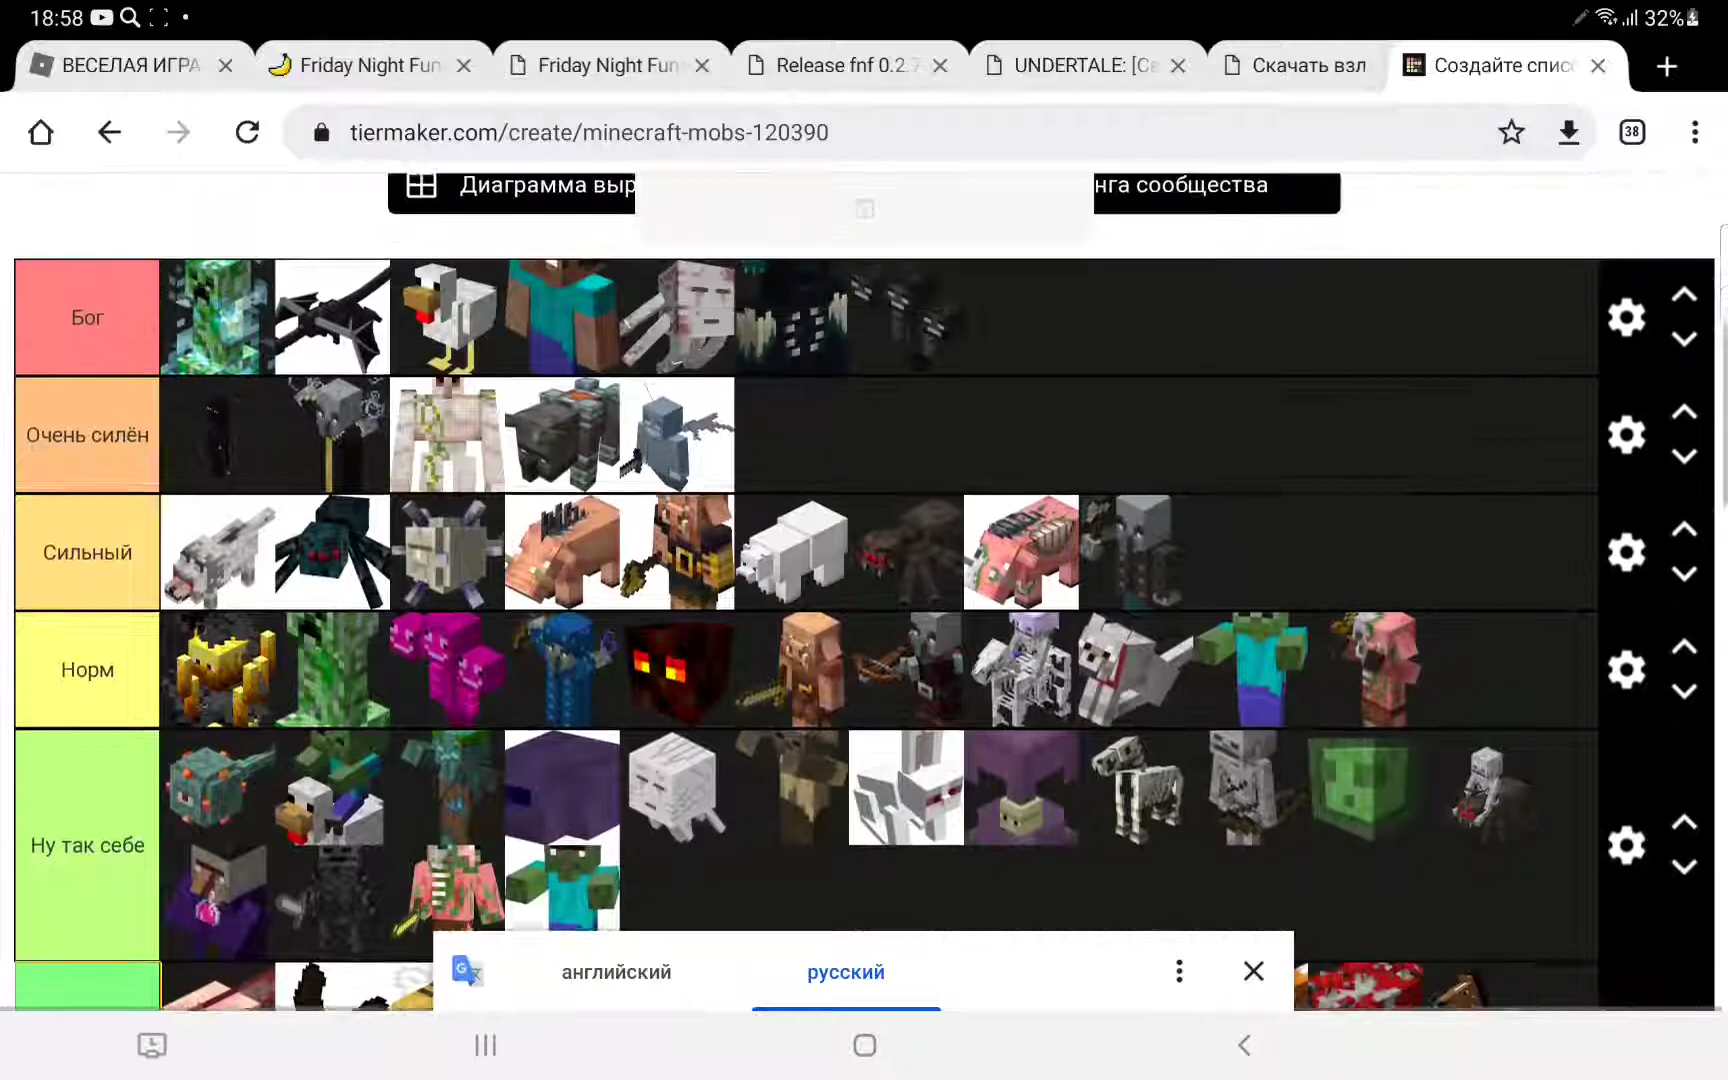 18:58
32%
ВЕСЕЛАЯ ИГРА
Friday Night Fun
Friday Night Fun
Release fnf 0.2.7
UNDERTALE: [Св
Скачать взл
Создайте списо
tiermaker.com/create/minecraft-mobs-120390
38
Диаграмма выр
нга сообщества
Бог
Очень силён
Сильный
Норм
Ну так себе
английский
русский